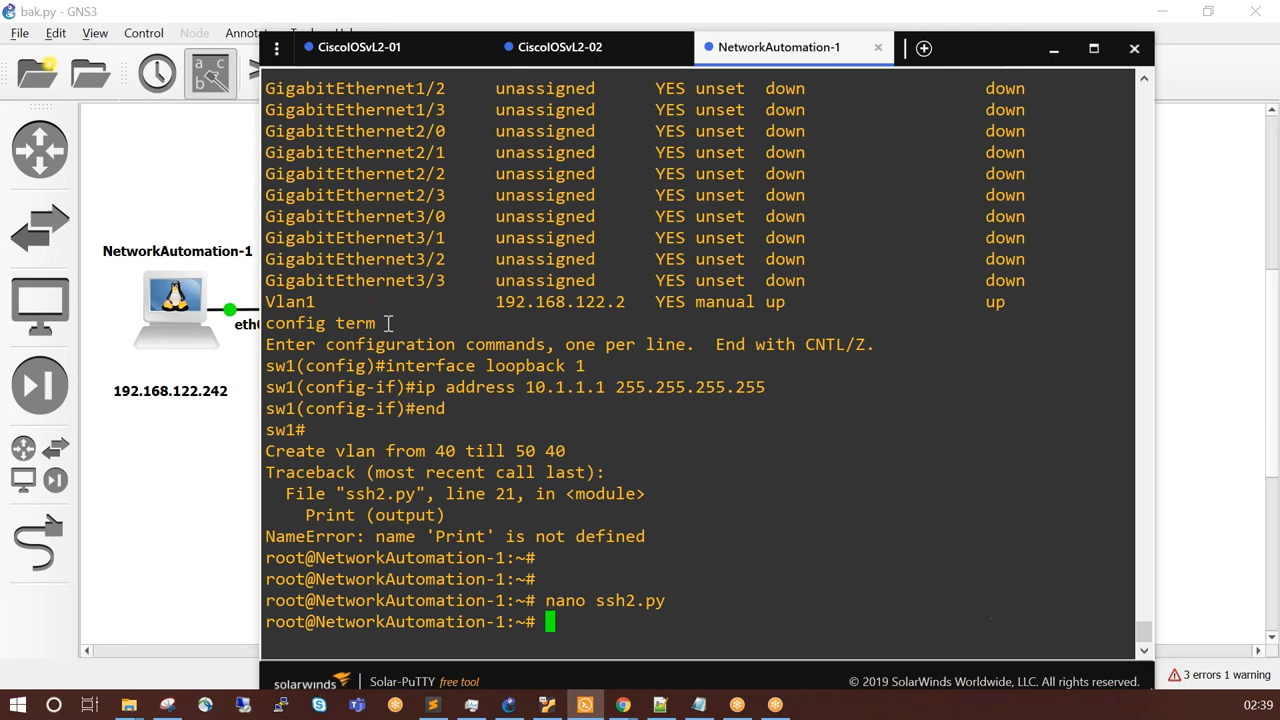 bak.py - GNS3
File Edit View Control Node Annota
CiscoIOSvL2-01 CiscoIOSvL2-02 NetworkAutomation-1
a c
b
GigabitEthernet1/2 unassigned YES unset down down
GigabitEthernet1/3 unassigned YES unset down down
GigabitEthernet2/0 unassigned YES unset down down
GigabitEthernet2/1 unassigned YES unset down down
GigabitEthernet2/2 unassigned YES unset down down
GigabitEthernet2/3 unassigned YES unset down down
GigabitEthernet3/0 unassigned YES unset down down
GigabitEthernet3/1 unassigned YES unset down down
GigabitEthernet3/2 unassigned YES unset down down
GigabitEthernet3/3 unassigned YES unset down down
Vlan1 192.168.122.2 YES manual up up
config term
Enter configuration commands, one per line. End with CNTL/Z.
sw1(config)#interface loopback 1
sw1(config-if)#ip address 10.1.1.1 255.255.255.255
sw1(config-if)#end
sw1#
Create vlan from 40 till 50 40
Traceback (most recent call last):
File "ssh2.py", line 21, in <module>
Print (output)
NameError: name 'Print' is not defined
root@NetworkAutomation-1:~#
root@NetworkAutomation-1:~#
root@NetworkAutomation-1:~# nano ssh2.py
root@NetworkAutomation-1:~#
NetworkAutomation-1
eth0
192.168.122.242
solarwinds Solar-PuTTY free tool © 2019 SolarWinds Worldwide, LLC. All rights reserved.
3 errors 1 warning
02:39